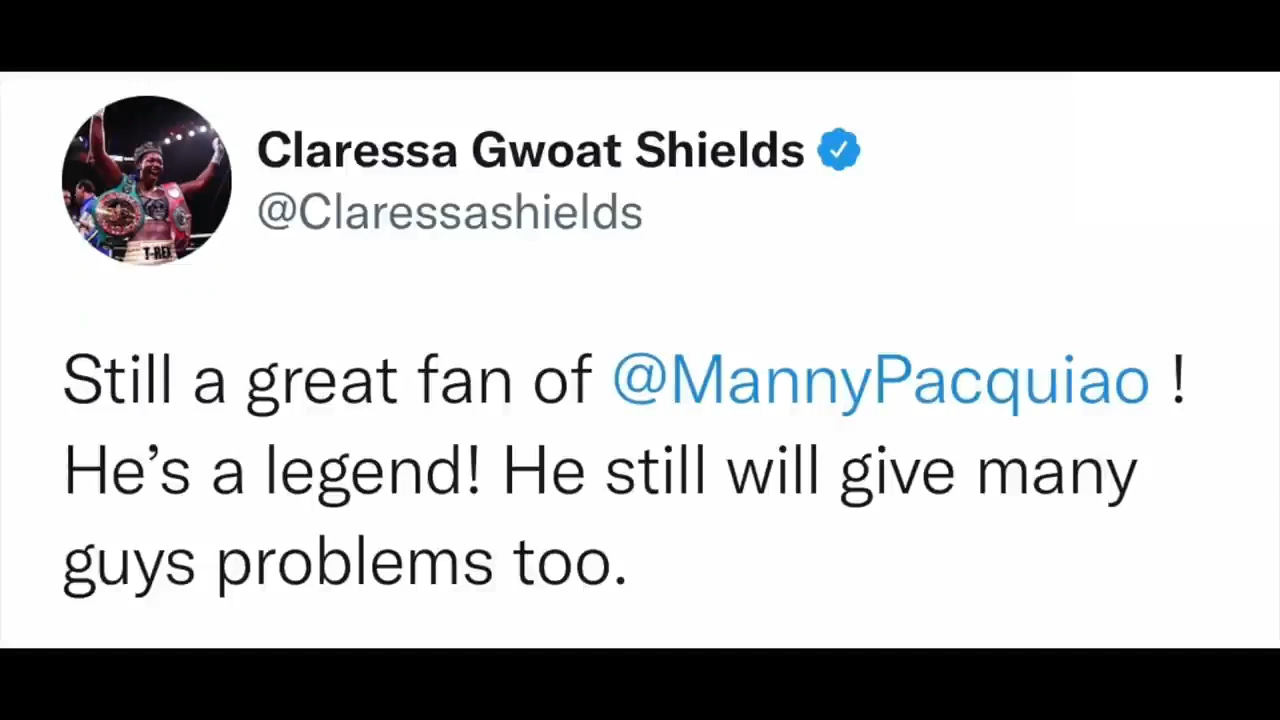 Claressa Gwoat Shields
@Claressashields
T-REX
Still a great fan of @MannyPacquiao !
He’s a legend! He still will give many
guys problems too.